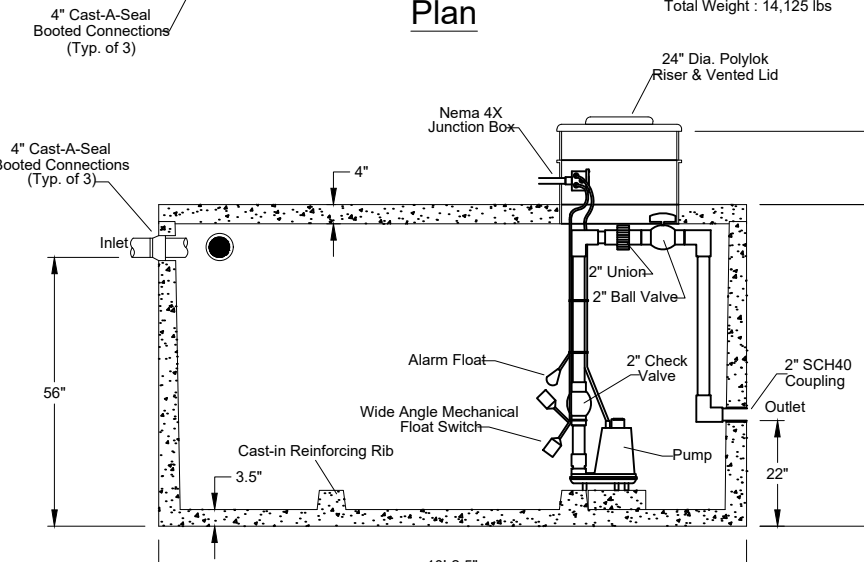 4" Cast-A-Seal
Booted Connections
(Typ. of 3)
Plan
Total Weight : 14,125 lbs
24" Dia. Polylok
Riser & Vented Lid
Nema 4X
Junction Box
4" Cast-A-Seal
Booted Connections
(Typ. of 3)
4"
Inlet
2" Union
2" Ball Valve
Alarm Float
2" Check
Valve
2" SCH40
Coupling
56"
Wide Angle Mechanical
Float Switch
Outlet
Cast-in Reinforcing Rib
Pump
3.5"
22"